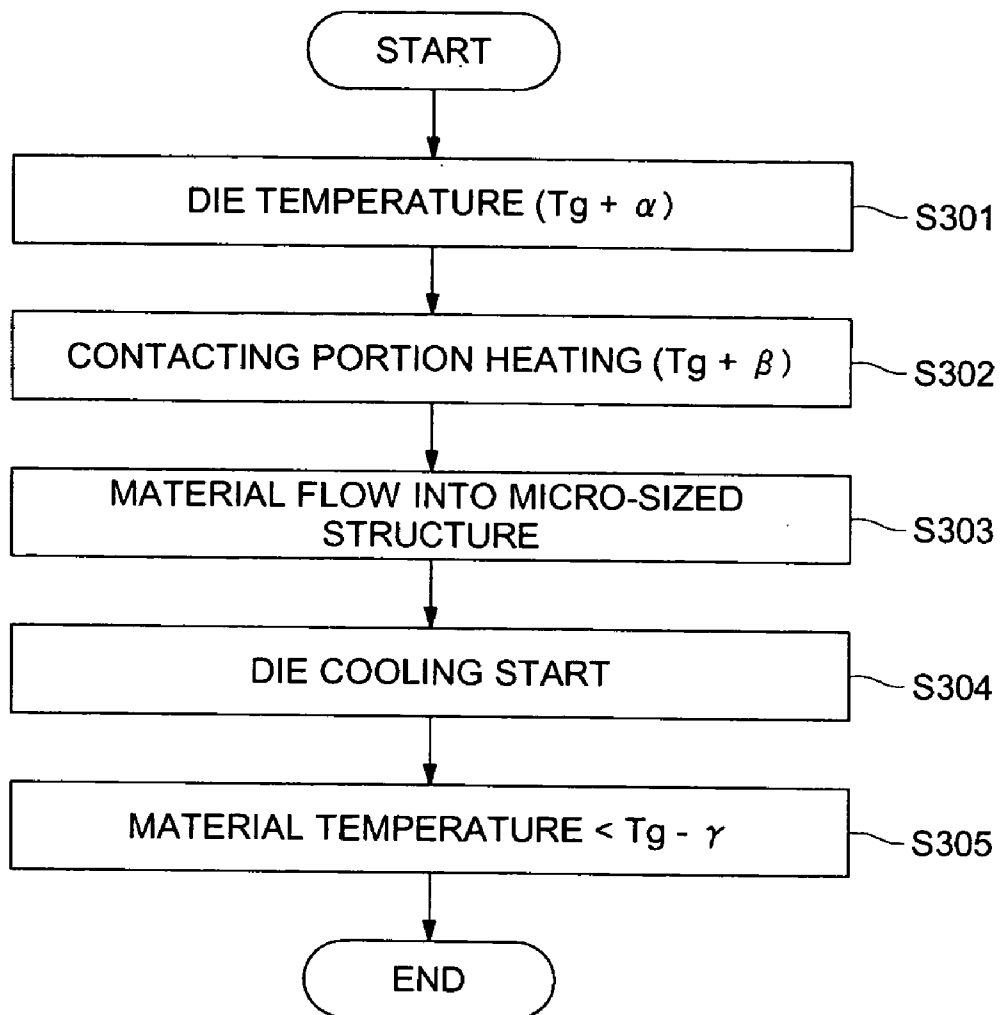 START
DIE TEMPERATURE (Tg + α)
S301
CONTACTING PORTION HEATING (Tg + β)
S302
MATERIAL FLOW INTO MICRO-SIZED
STRUCTURE
S303
DIE COOLING START
S304
MATERIAL TEMPERATURE < Tg - γ
S305
END